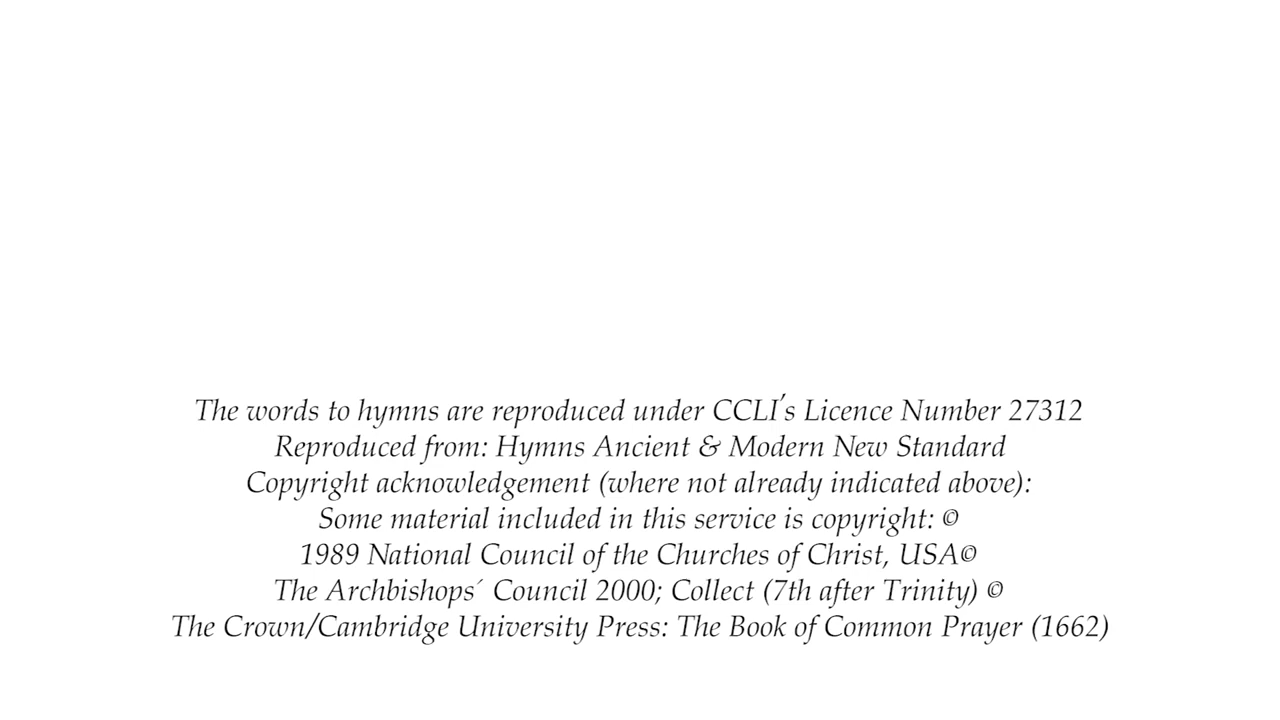 The words to hymns are reproduced under CCLI's Licence Number 27312
Reproduced from: Hymns Ancient & Modern New Standard
Copyright acknowledgement (where not already indicated above):
Some material included in this service is copyright: ©
1989 National Council of the Churches of Christ, USA©
The Archbishops´ Council 2000; Collect (7th after Trinity) ©
The Crown/Cambridge University Press: The Book of Common Prayer (1662)